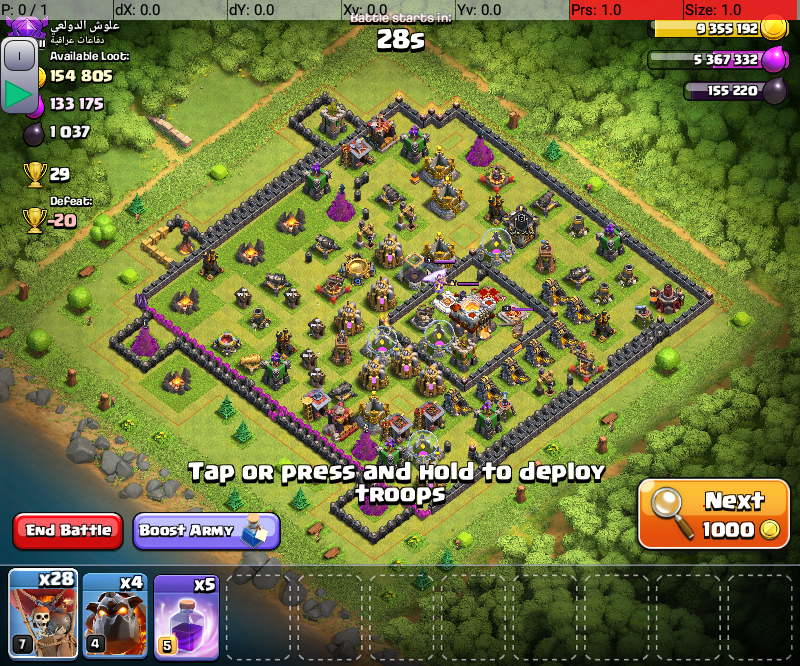 P: 0 / 1 dX: 0.0 dY: 0.0 Xy: 0.0 Yv: 0.0 Prs: 1.0 Size: 1.0
Battle starts in:
28s
علوش الدولعي
دفاعات عراقية
Available Loot:
154 805
133 175
1 037
29
Defeat:
-20
9 355 192
5 367 332
155 220
Tap or press and hold to deploy
troops
End Battle
Boost Army
Next
1000
x28
7
x4
4
x5
5